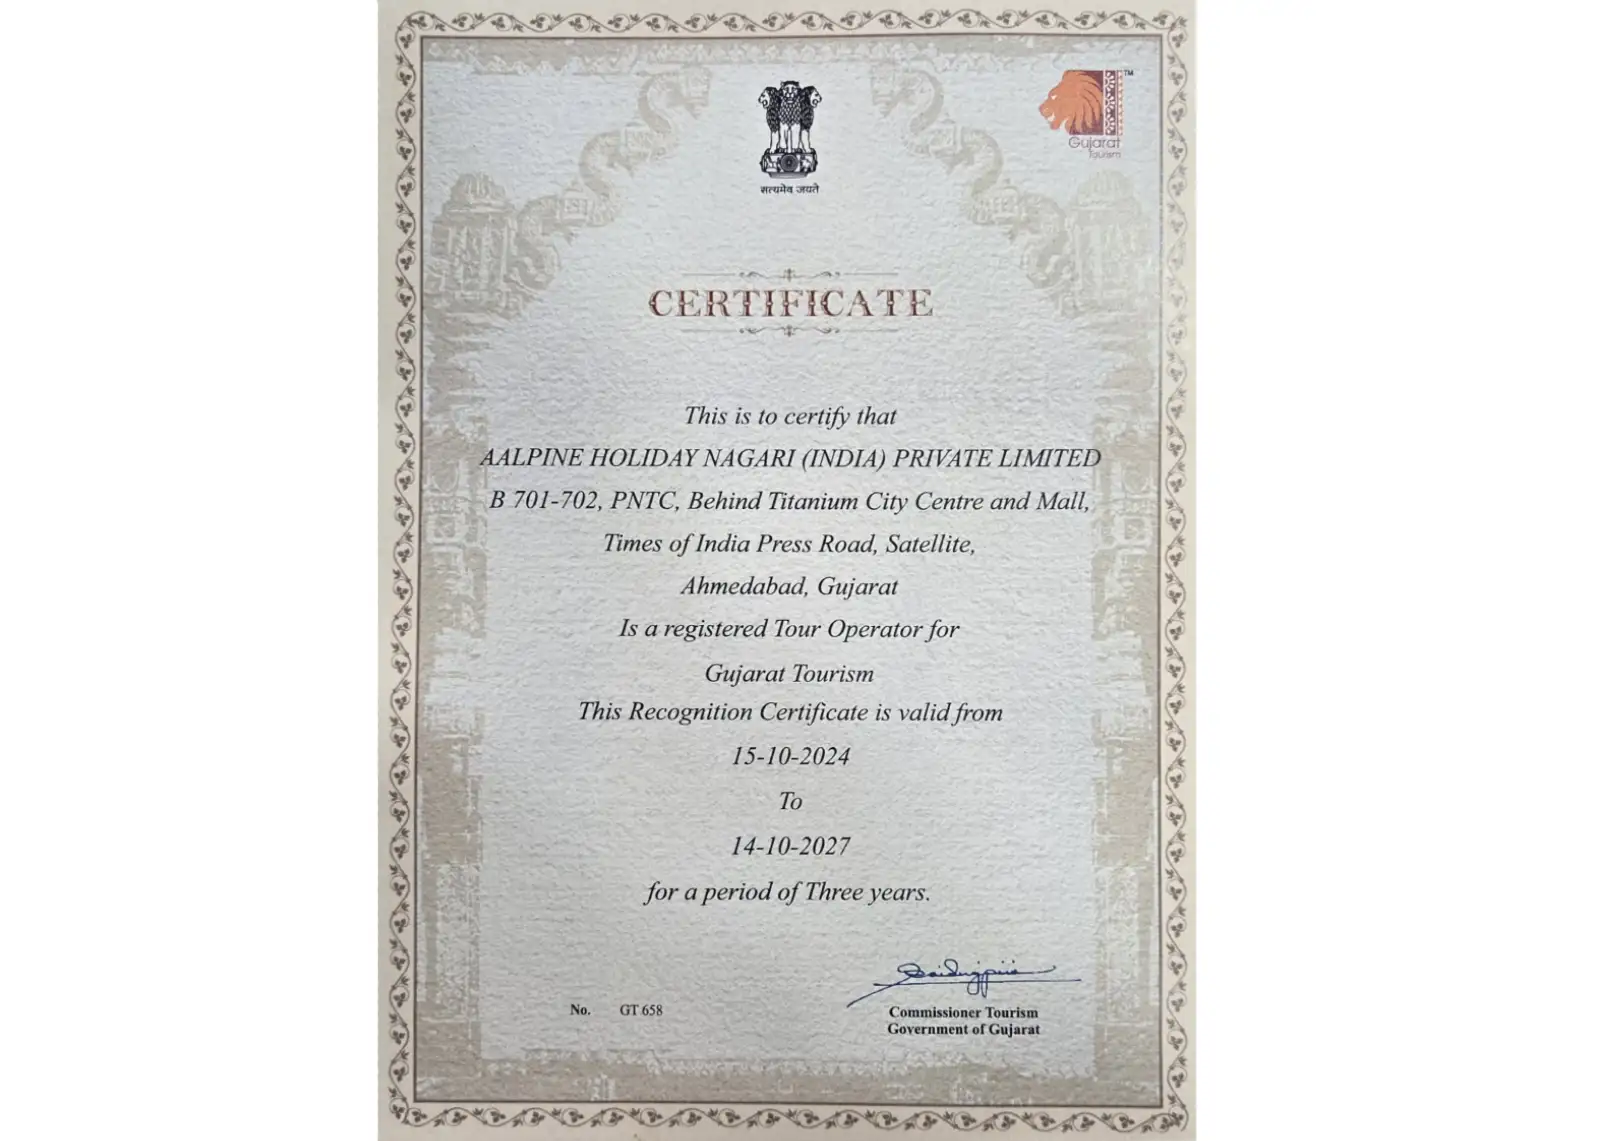 सत्यमेव जयते
TM
Gujarat
Tourism
CERTIFICATE
This is to certify that
AALPINE HOLIDAY NAGARI (INDIA) PRIVATE LIMITED
B 701-702, PNTC, Behind Titanium City Centre and Mall,
Times of India Press Road, Satellite,
Ahmedabad, Gujarat
Is a registered Tour Operator for
Gujarat Tourism
This Recognition Certificate is valid from
15-10-2024
To
14-10-2027
for a period of Three years.
No. GT 658
Commissioner Tourism
Government of Gujarat